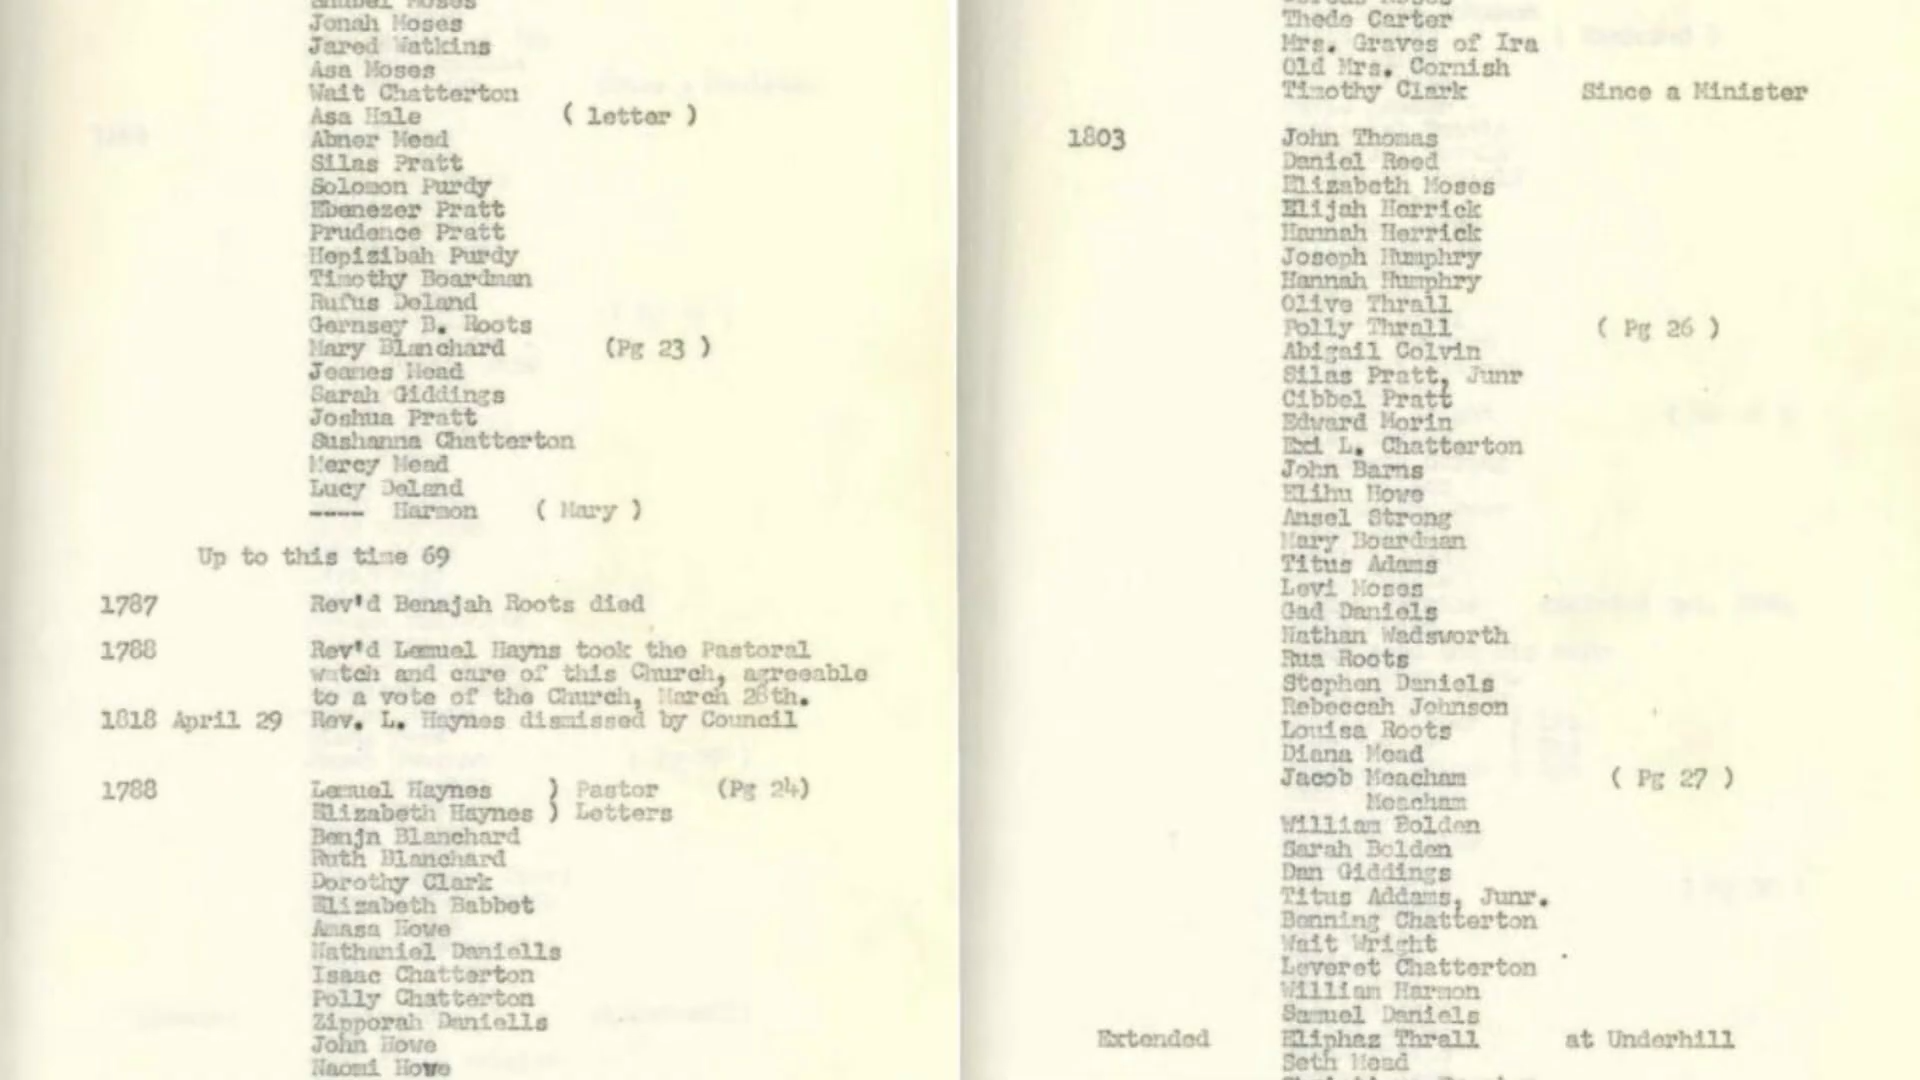 Jonah Moses
Jared Watkins
Asa Moses
Wait Chatterton
Asa Hale ( letter )
Abner Mead
Silas Pratt
Solomon Purdy
Ebenezer Pratt
Prudence Pratt
Hepisibah Purdy
Timothy Boardman
Rufus Deland
Gernsey B. Roots
Mary Blanchard (Pg 23 )
Jeames Mead
Sarah Giddings
Joshua Pratt
Sushanna Chatterton
Mercy Mead
Lucy Deland
---- Harmon ( Mary )
Up to this time 69
1787 Rev'd Benajah Roots died
1788 Rev'd Lemuel Hayns took the Pastoral
watch and care of this Church, agreeable
to a vote of the Church, March 28th.
1818 April 29 Rev. L. Haynes dismissed by Council
1788 Lemuel Haynes ) Pastor (Pg 24)
Elizabeth Haynes ) Letters
Benjn Blanchard
Ruth Blanchard
Dorothy Clark
Elizabeth Babbet
Amasa Howe
Nathaniel Daniells
Isaac Chatterton
Polly Chatterton
Zipporah Daniells
John Howe
Naomi Howe
Thede Carter
Mrs. Graves of Ira
Old Mrs. Cornish
Timothy Clark Since a Minister
1803 John Thomas
Daniel Reed
Elizabeth Moses
Elijah Herrick
Hannah Herrick
Joseph Humphry
Hannah Humphry
Olive Thrall
Polly Thrall ( Pg 26 )
Abigail Colvin
Silas Pratt, Junr
Cibbel Pratt
Edward Morin
Exi L. Chatterton
John Barns
Elihu Howe
Ansel Strong
Mary Boardman
Titus Adams
Levi Moses
Gad Daniels
Nathan Wadsworth
Rua Roots
Stephen Daniels
Rebeccah Johnson
Louisa Roots
Diana Mead
Jacob Meacham ( Pg 27 )
Meacham
William Bolden
Sarah Bolden
Dan Giddings
Titus Addams, Junr.
Benning Chatterton
Wait Wright
Leveret Chatterton
William Harmon
Samuel Daniels
Extended Eliphaz Thrall at Underhill
Seth Mead